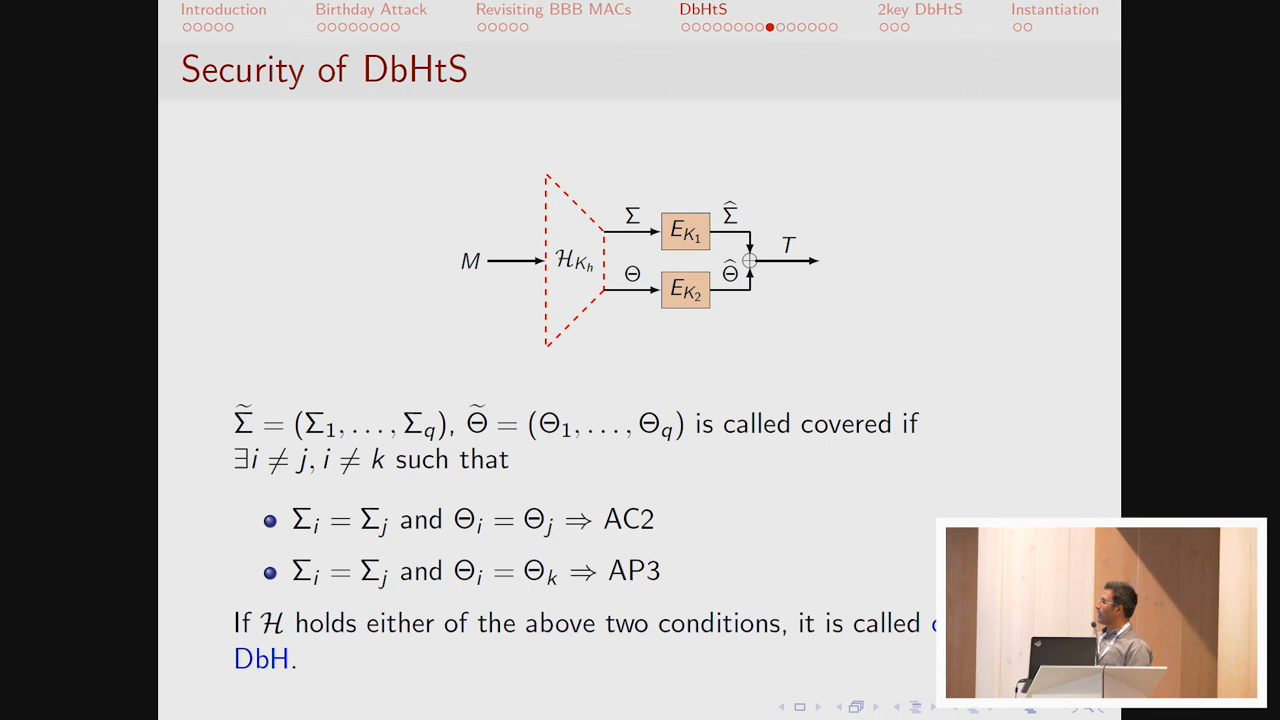 Introduction Birthday Attack Revisiting BBB MACs DbHtS 2key DbHtS Instantiation
Security of DbHtS
M
H_{K_h}
Σ
E_{K_1}
Σ̂
Θ
E_{K_2}
Θ̂
T
Σ̃ = (Σ_1, . . . , Σ_q), Θ̃ = (Θ_1, . . . , Θ_q) is called covered if
∃i ≠ j, i ≠ k such that
Σ_i = Σ_j and Θ_i = Θ_j ⇒ AC2
Σ_i = Σ_j and Θ_i = Θ_k ⇒ AP3
If H holds either of the above two conditions, it is called
DbH.